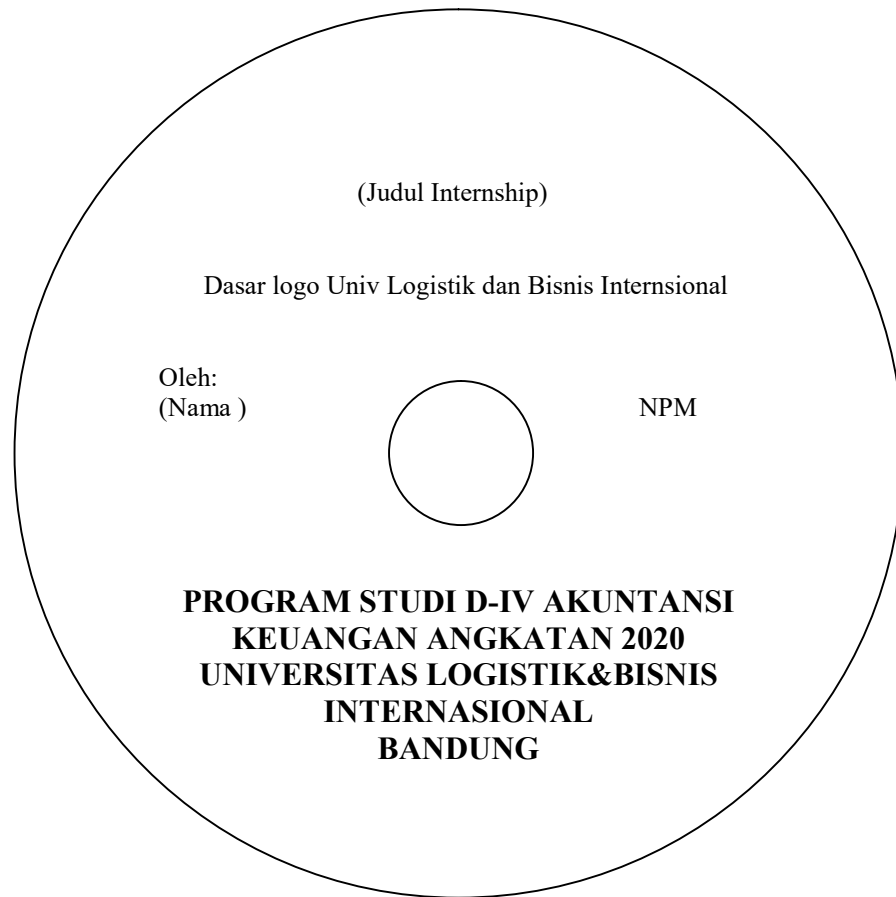 (Judul Internship)
Dasar logo Univ Logistik dan Bisnis Internsional
Oleh:
(Nama ) NPM
PROGRAM STUDI D-IV AKUNTANSI
KEUANGAN ANGKATAN 2020
UNIVERSITAS LOGISTIK&BISNIS
INTERNASIONAL
BANDUNG